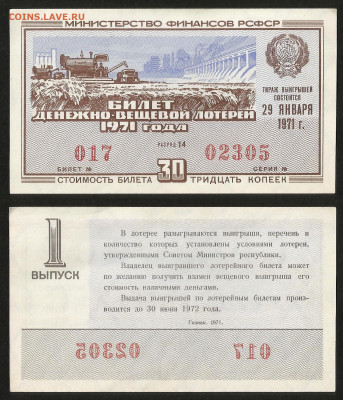 COINS.LAV.RU
МИНИСТЕРСТВО ФИНАНСОВ РСФСР
БИЛЕТ
ДЕНЕЖНО-ВЕЩЕВОЙ ЛОТЕРЕИ
1971 года
ТИРАЖ ВЫИГРЫШЕЙ
СОСТОИТСЯ
29 ЯНВАРЯ
1971 г.
РАЗРЯД 14
017
02305
БИЛЕТ №
30
СЕРИЯ №
СТОИМОСТЬ БИЛЕТА
ТРИДЦАТЬ КОПЕЕК
1
ВЫПУСК
В лотерее разыгрываются выигрыши, перечень и
количество которых установлены условиями лотереи,
утвержденными Советом Министров республики.
Владелец выигравшего лотерейного билета может
по желанию получить взамен вещевого выигрыша его
стоимость наличными деньгами.
Выдача выигрышей по лотерейным билетам произ-
водится до 30 июня 1972 года.
Гознак. 1971.
02305
017